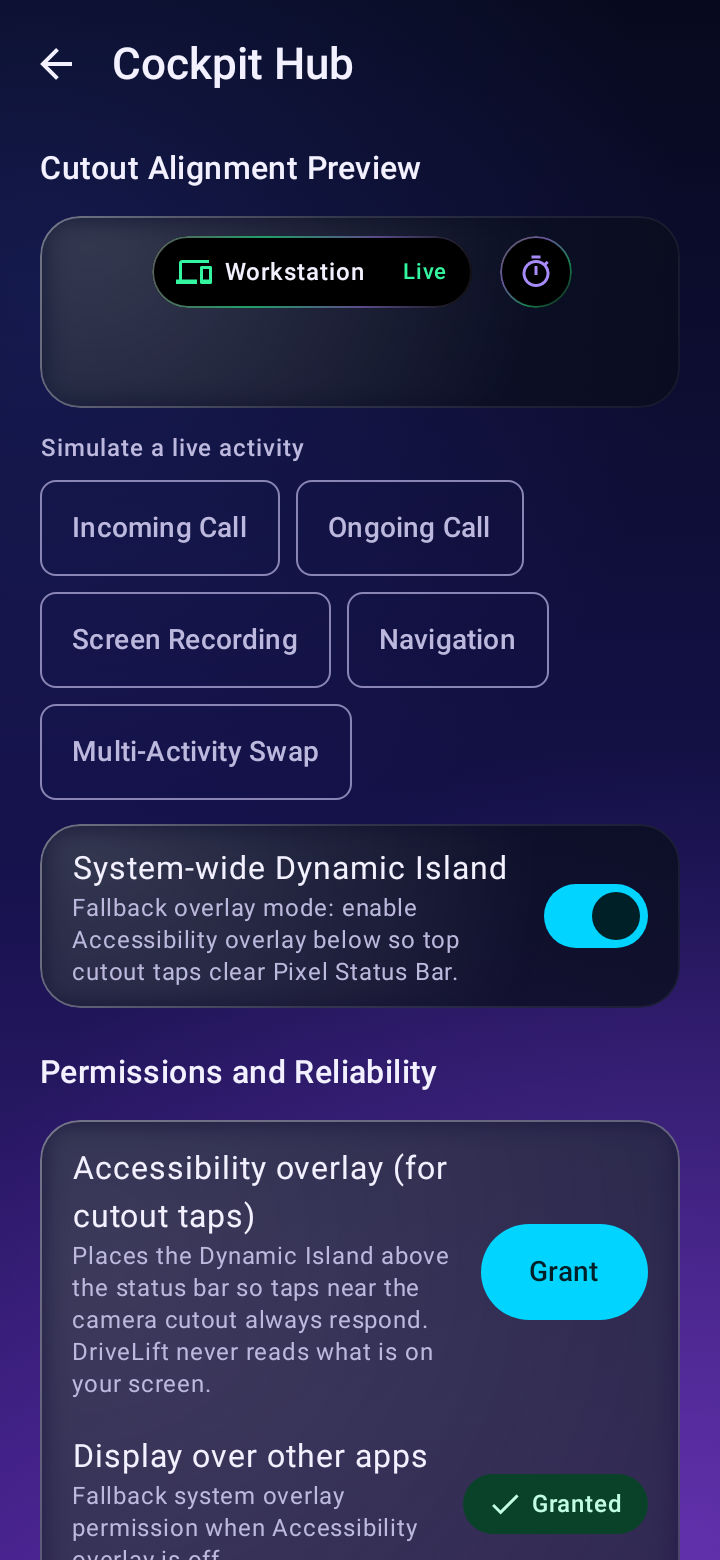 Cockpit Hub
Cutout Alignment Preview
Workstation Live
Simulate a live activity
Incoming Call
Ongoing Call
Screen Recording
Navigation
Multi-Activity Swap
System-wide Dynamic Island
Fallback overlay mode: enable
Accessibility overlay below so top
cutout taps clear Pixel Status Bar.
Permissions and Reliability
Accessibility overlay (for
cutout taps)
Places the Dynamic Island above
the status bar so taps near the
camera cutout always respond.
DriveLift never reads what is on
your screen.
Grant
Display over other apps
Fallback system overlay
permission when Accessibility
overlay is off
Granted